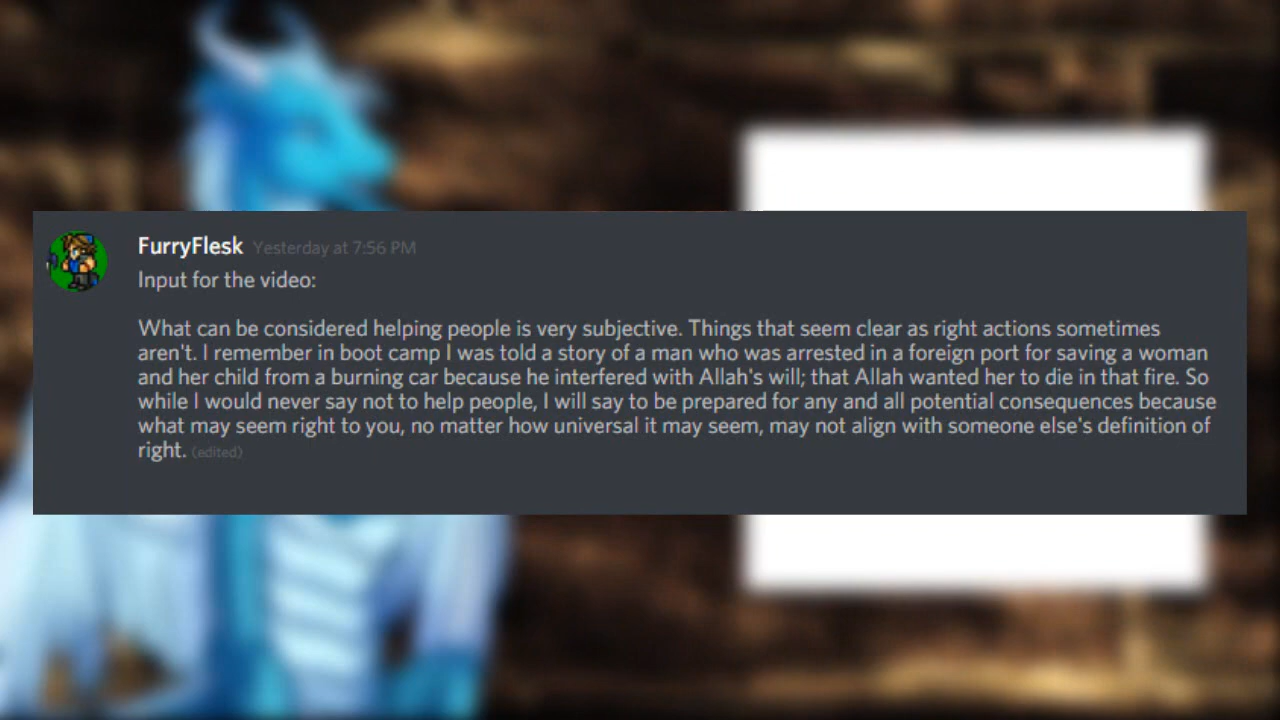 FurryFlesk Yesterday at 7:56 PM
Input for the video:
What can be considered helping people is very subjective. Things that seem clear as right actions sometimes
aren't. I remember in boot camp I was told a story of a man who was arrested in a foreign port for saving a woman
and her child from a burning car because he interfered with Allah's will; that Allah wanted her to die in that fire. So
while I would never say not to help people, I will say to be prepared for any and all potential consequences because
what may seem right to you, no matter how universal it may seem, may not align with someone else's definition of
right. (edited)